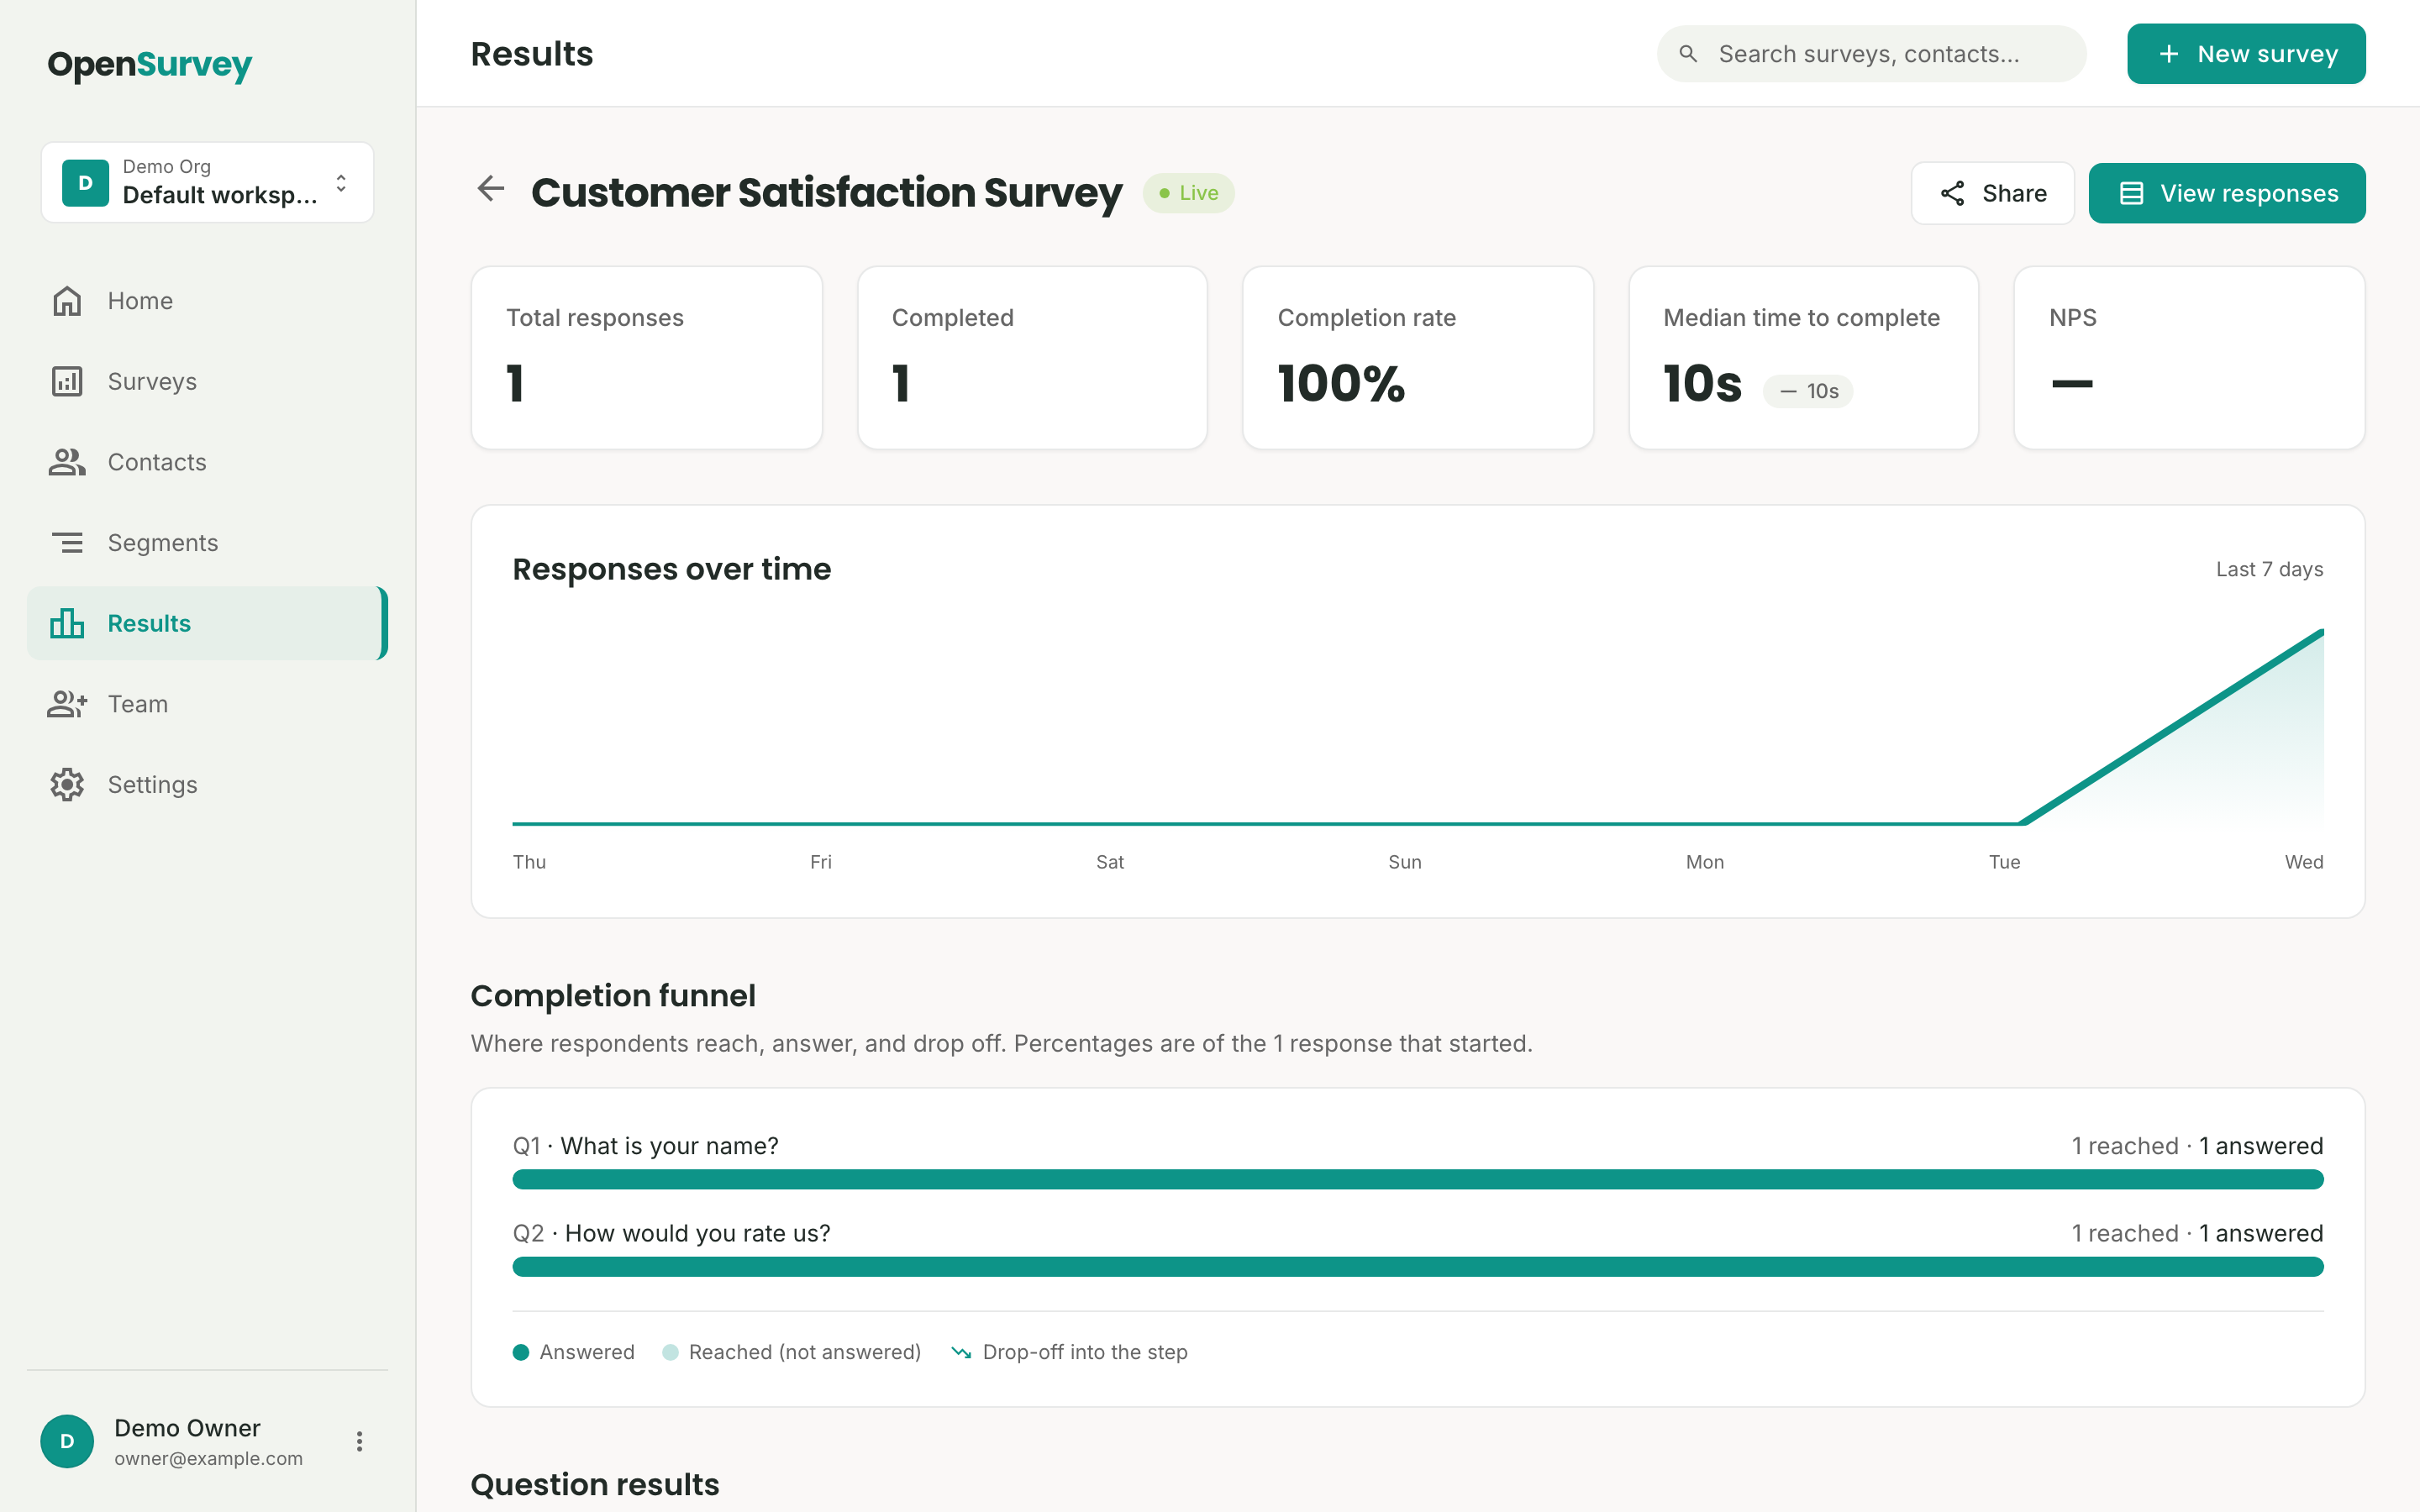 OpenSurvey
D
Demo Org
Default worksp...
Home
Surveys
Contacts
Segments
Results
Team
Settings
D
Demo Owner
owner@example.com
Results
Search surveys, contacts...
+ New survey
Customer Satisfaction Survey
Live
Share
View responses
Total responses
1
Completed
1
Completion rate
100%
Median time to complete
10s
— 10s
NPS
—
Responses over time
Last 7 days
Thu Fri Sat Sun Mon Tue Wed
Completion funnel
Where respondents reach, answer, and drop off. Percentages are of the 1 response that started.
Q1 · What is your name?
1 reached · 1 answered
Q2 · How would you rate us?
1 reached · 1 answered
Answered
Reached (not answered)
Drop-off into the step
Question results